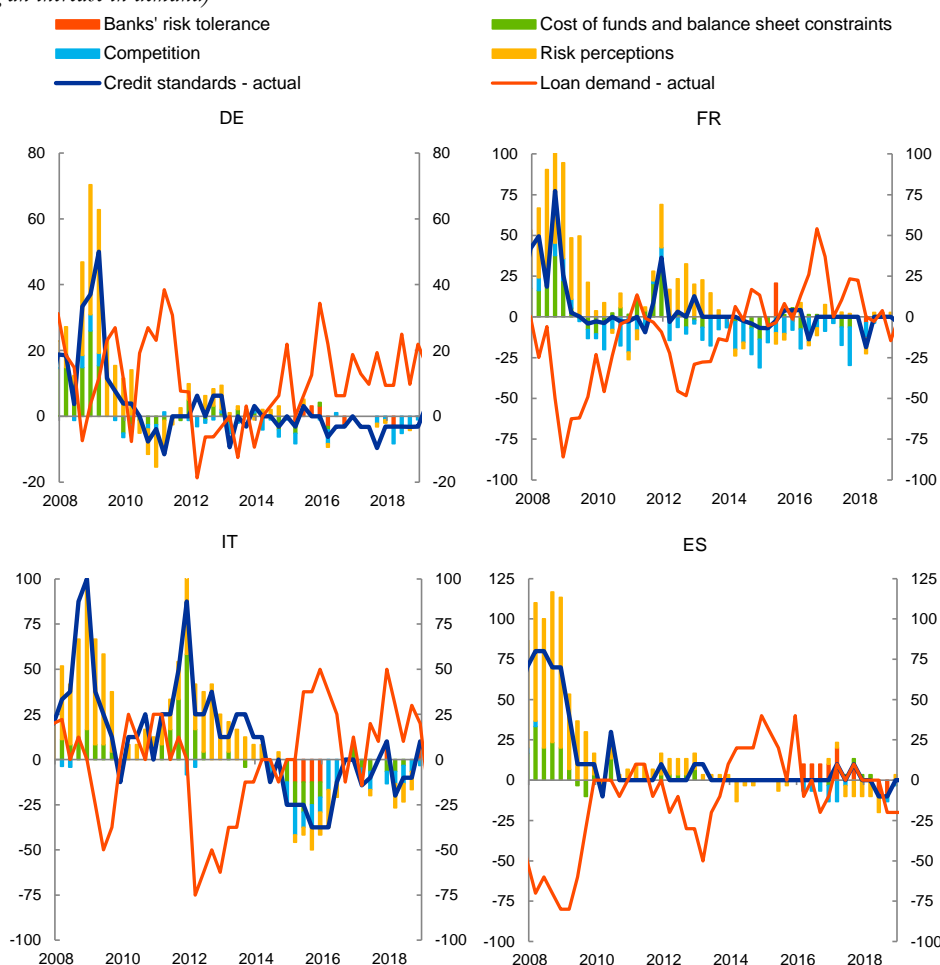 an increase in demand)
Banks' risk tolerance
Cost of funds and balance sheet constraints
Competition
Risk perceptions
Credit standards - actual
Loan demand - actual
DE
80 60 40 20 0 -20
80 60 40 20 0 -20
2008 2010 2012 2014 2016 2018
FR
100 75 50 25 0 -25 -50 -75 -100
100 75 50 25 0 -25 -50 -75 -100
2008 2010 2012 2014 2016 2018
IT
100 75 50 25 0 -25 -50 -75 -100
100 75 50 25 0 -25 -50 -75 -100
2008 2010 2012 2014 2016 2018
ES
125 100 75 50 25 0 -25 -50 -75 -100
125 100 75 50 25 0 -25 -50 -75 -100
2008 2010 2012 2014 2016 2018